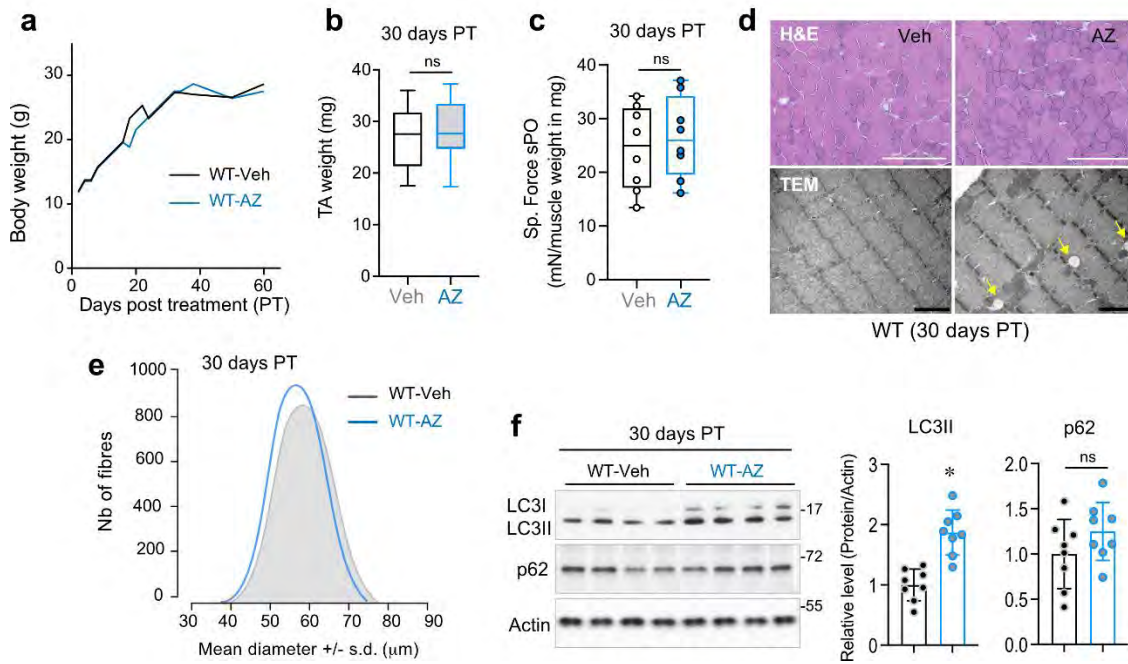 a
Body weight (g)
40
30
20
10
0
WT-Veh
WT-AZ
0 20 40 60
Days post treatment (PT)
b
30 days PT
ns
TA weight (mg)
40
30
20
10
0
Veh AZ
c
30 days PT
ns
Sp. Force sPO
(mN/muscle weight in mg)
40
30
20
10
0
Veh AZ
d
H&E
Veh
AZ
TEM
WT (30 days PT)
e
30 days PT
WT-Veh
WT-AZ
Nb of fibres
1000
800
600
400
200
0
30 40 50 60 70 80 90
Mean diameter +/- s.d. (µm)
f
30 days PT
WT-Veh WT-AZ
LC3I
LC3II
-17
p62
-72
Actin
-55
LC3II
Relative level (Protein/Actin)
3
2
1
0
*
p62
ns
2.0
1.5
1.0
0.5
0.0